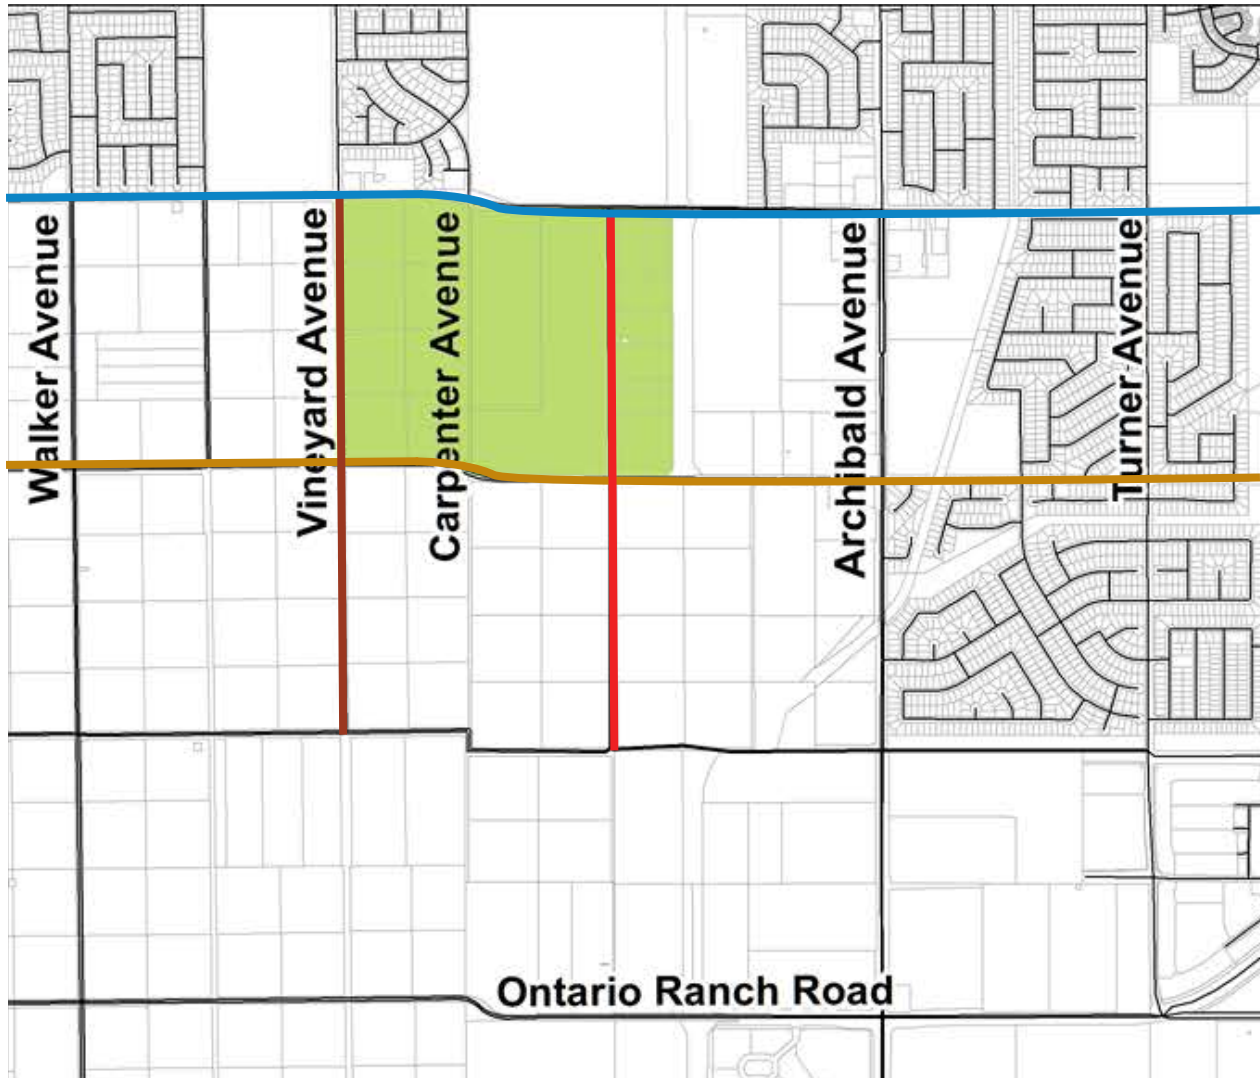 Walker Avenue
Vineyard Avenue
Carpenter Avenue
Archibald Avenue
Turner Avenue
Ontario Ranch Road